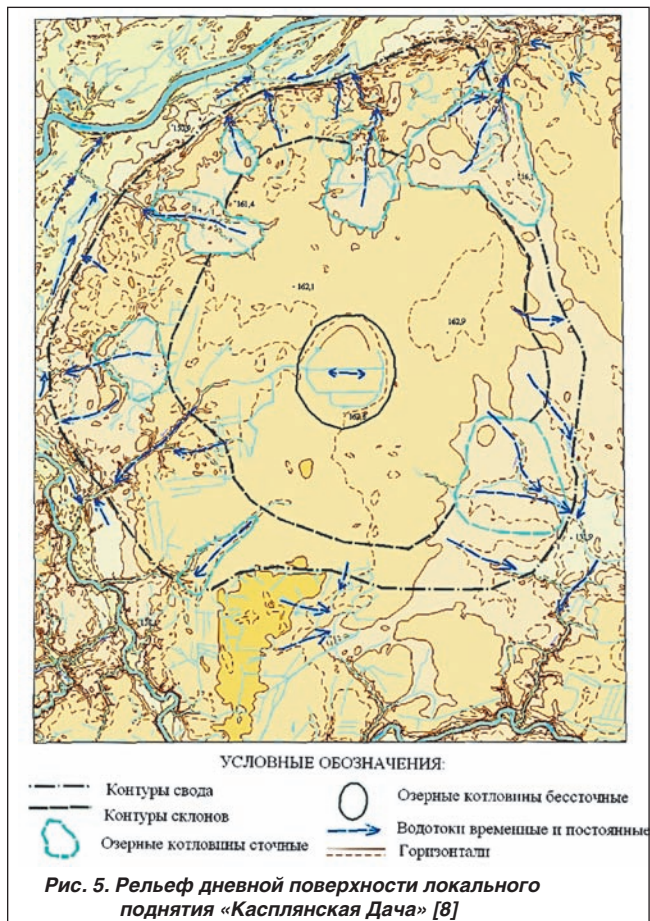 161,4
162,1
162,9
УСЛОВНЫЕ ОБОЗНАЧЕНИЯ:
Контуры свода
Контуры склонов
Озерные котловины сточные
Озерные котловины бессточные
Водотоки временные и постоянные
Горизонтали
Рис. 5. Рельеф дневной поверхности локального
поднятия «Касплянская Дача» [8]